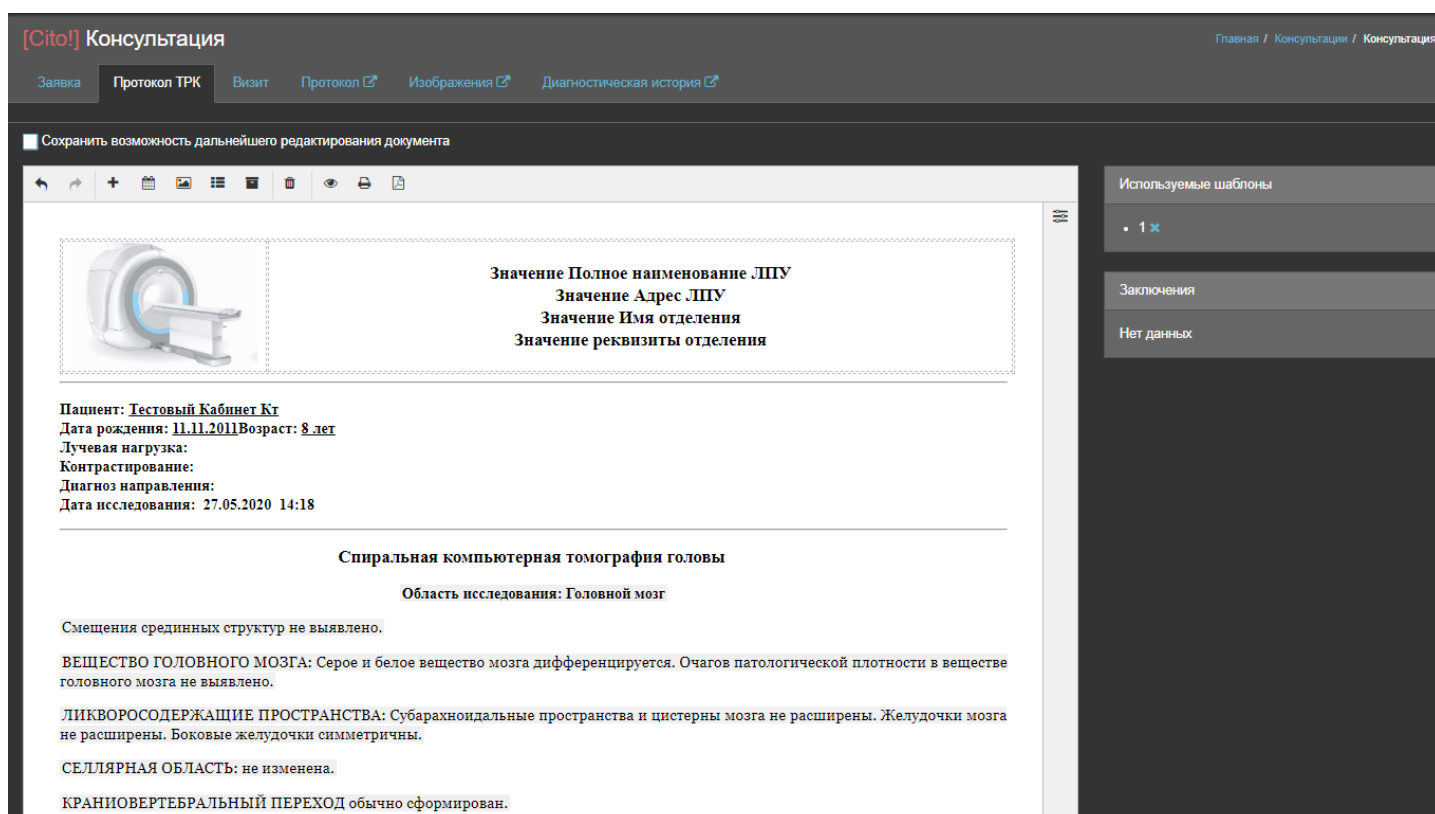 [Cito!] Консультация
Главная / Консультации / Консультация
Заявка Протокол ТРК Визит Протокол Изображения Диагностическая история
Сохранить возможность дальнейшего редактирования документа
Используемые шаблоны
1
Заключения
Нет данных
Значение Полное наименование ЛПУ
Значение Адрес ЛПУ
Значение Имя отделения
Значение реквизиты отделения
Пациент: Тестовый Кабинет Кт
Дата рождения: 11.11.2011Возраст: 8 лет
Лучевая нагрузка:
Контрастирование:
Диагноз направления:
Дата исследования: 27.05.2020 14:18
Спиральная компьютерная томография головы
Область исследования: Головной мозг
Смещения срединных структур не выявлено.
ВЕЩЕСТВО ГОЛОВНОГО МОЗГА: Серое и белое вещество мозга дифференцируется. Очагов патологической плотности в веществе
головного мозга не выявлено.
ЛИКВОРОСОДЕРЖАЩИЕ ПРОСТРАНСТВА: Субарахноидальные пространства и цистерны мозга не расширены. Желудочки мозга
не расширены. Боковые желудочки симметричны.
СЕЛЛЯРНАЯ ОБЛАСТЬ: не изменена.
КРАНИОВЕРТЕБРАЛЬНЫЙ ПЕРЕХОД обычно сформирован.